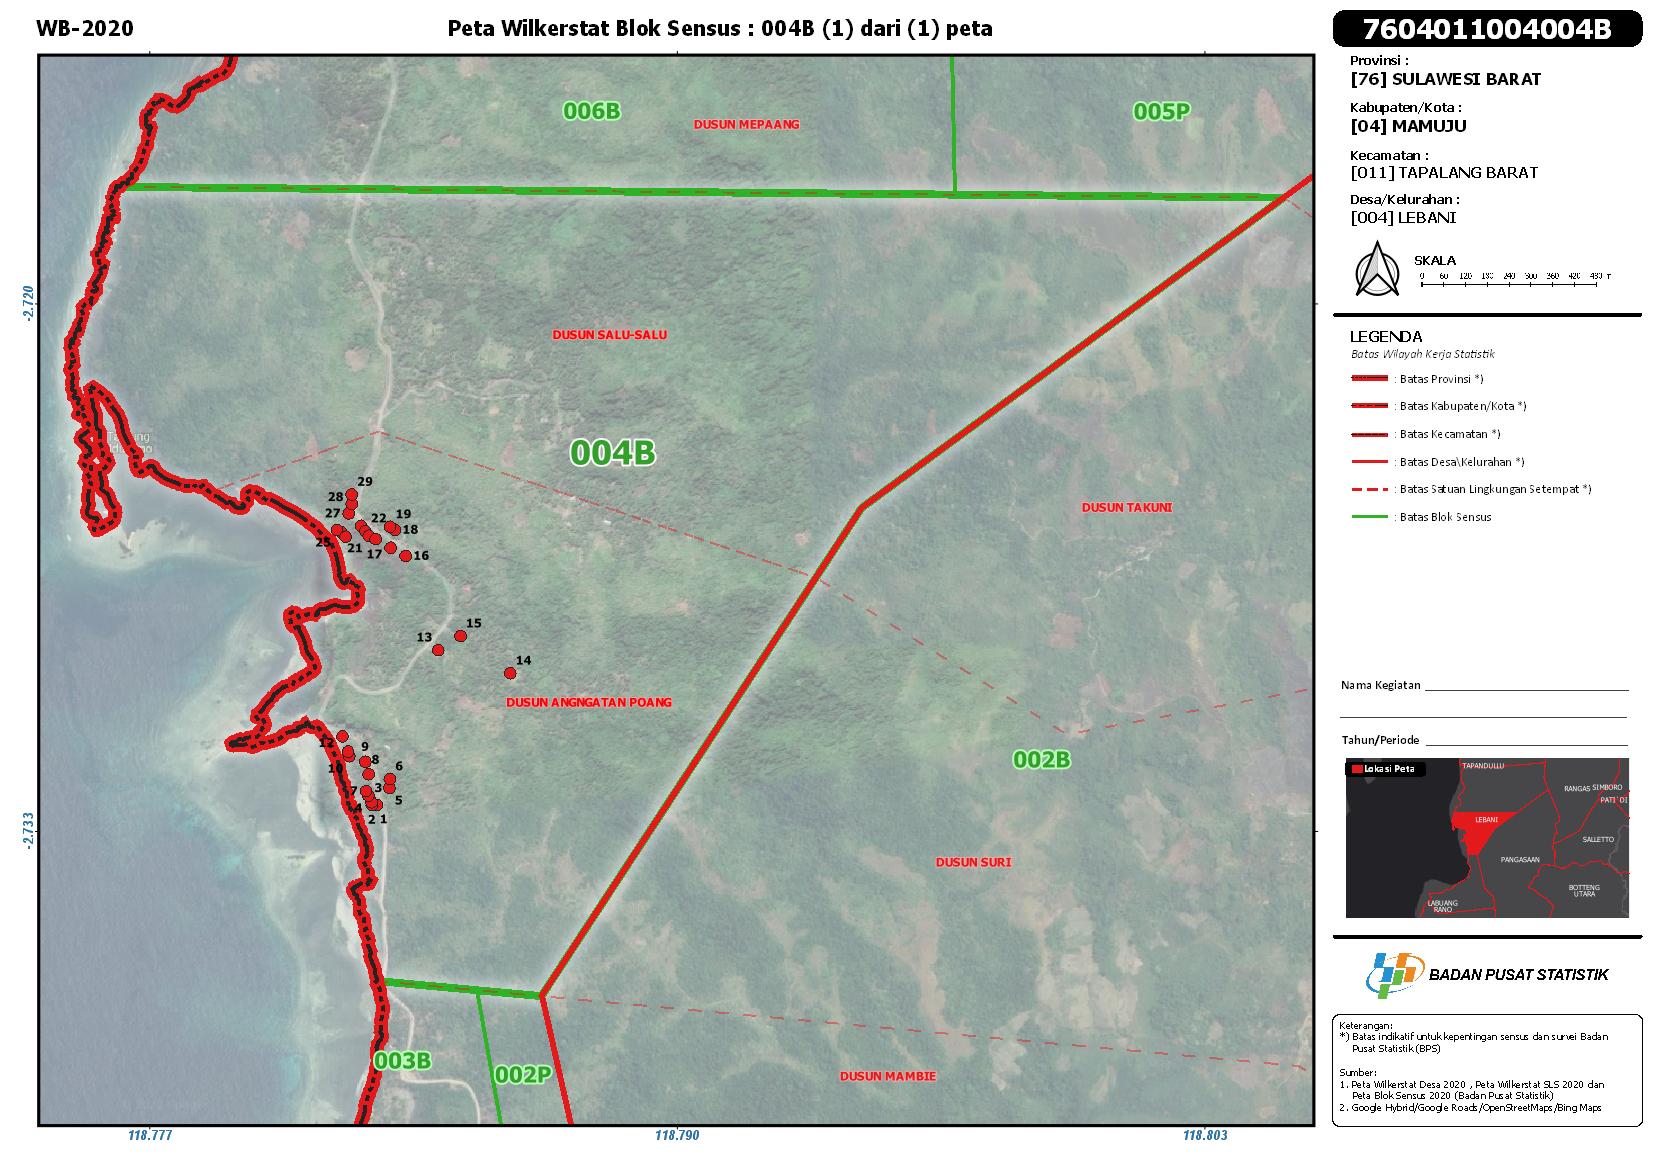 WB-2020
Peta Wilkerstat Blok Sensus : 004B (1) dari (1) peta
7604011004004B
Provinsi :
[76] SULAWESI BARAT
Kabupaten/Kota :
[04] MAMUJU
Kecamatan :
[011] TAPALANG BARAT
Desa/Kelurahan :
[004] LEBANI
SKALA
0 60 120 180 240 300 360 420 480 m
LEGENDA
Batas Wilayah Kerja Statistik
: Batas Provinsi *)
: Batas Kabupaten/Kota *)
: Batas Kecamatan *)
: Batas Desa\Kelurahan *)
: Batas Satuan Lingkungan Setempat *)
: Batas Blok Sensus
Nama Kegiatan
Tahun/Periode
Lokasi Peta
TAPANDULLU
RANGAS
SIMBORO
PATI DI
LEBANI
SALLETTO
PANGASAAN
BOTTENG
UTARA
LABUANG
RANO
BADAN PUSAT STATISTIK
Keterangan:
*) Batas indikatif untuk kepentingan sensus dan survei Badan
Pusat Statistik (BPS)
Sumber:
1. Peta Wilkerstat Desa 2020 , Peta Wilkerstat SLS 2020 dan
Peta Blok Sensus 2020 (Badan Pusat Statistik)
2. Google Hybrid/Google Roads/OpenStreetMaps/Bing Maps
006B
DUSUN MEPAANG
005P
-2.720
DUSUN SALU-SALU
004B
29
28
27
22
19
18
25
21
17
16
DUSUN TAKUNI
15
13
14
DUSUN ANGNGATAN POANG
12
9
8
10
6
7
3
5
4
2
1
002B
-2.733
DUSUN SURI
003B
002P
DUSUN MAMBIE
118.777
118.790
118.803